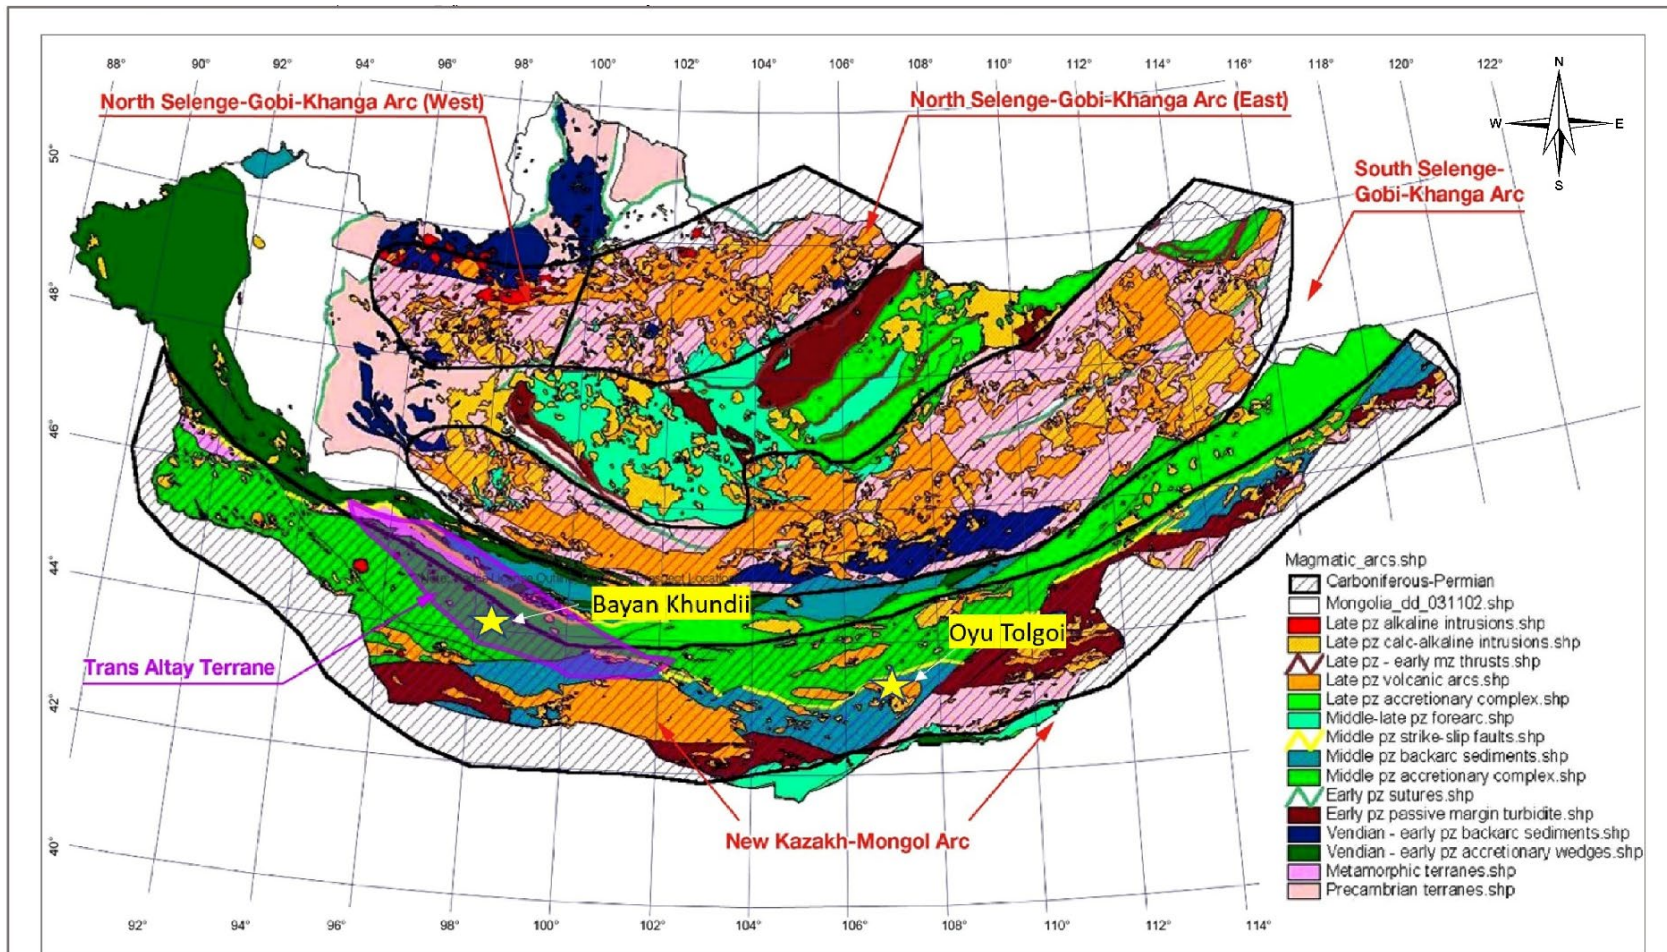 88°
90°
92°
94°
96°
98°
100°
102°
104°
106°
108°
110°
112°
114°
116°
118°
120°
122°
N
W
E
S
North Selenge-Gobi-Khanga Arc (West)
North Selenge-Gobi-Khanga Arc (East)
South Selenge-
Gobi-Khanga Arc
50°
48°
46°
44°
42°
40°
Bayan Khundii
Oyu Tolgoi
Trans Altay Terrane
New Kazakh-Mongol Arc
Magmatic_arcs.shp
Carboniferous-Permian
Mongolia_dd_031102.shp
Late pz alkaline intrusions.shp
Late pz calc-alkaline intrusions.shp
Late pz - early mz thrusts.shp
Late pz volcanic arcs.shp
Late pz accretionary complex.shp
Middle-late pz forearc.shp
Middle pz strike-slip faults.shp
Middle pz backarc sediments.shp
Middle pz accretionary complex.shp
Early pz sutures.shp
Early pz passive margin turbidite.shp
Vendian - early pz backarc sediments.shp
Vendian - early pz accretionary wedges.shp
Metamorphic terranes.shp
Precambrian terranes.shp
92°
94°
96°
98°
100°
102°
104°
106°
108°
110°
112°
114°